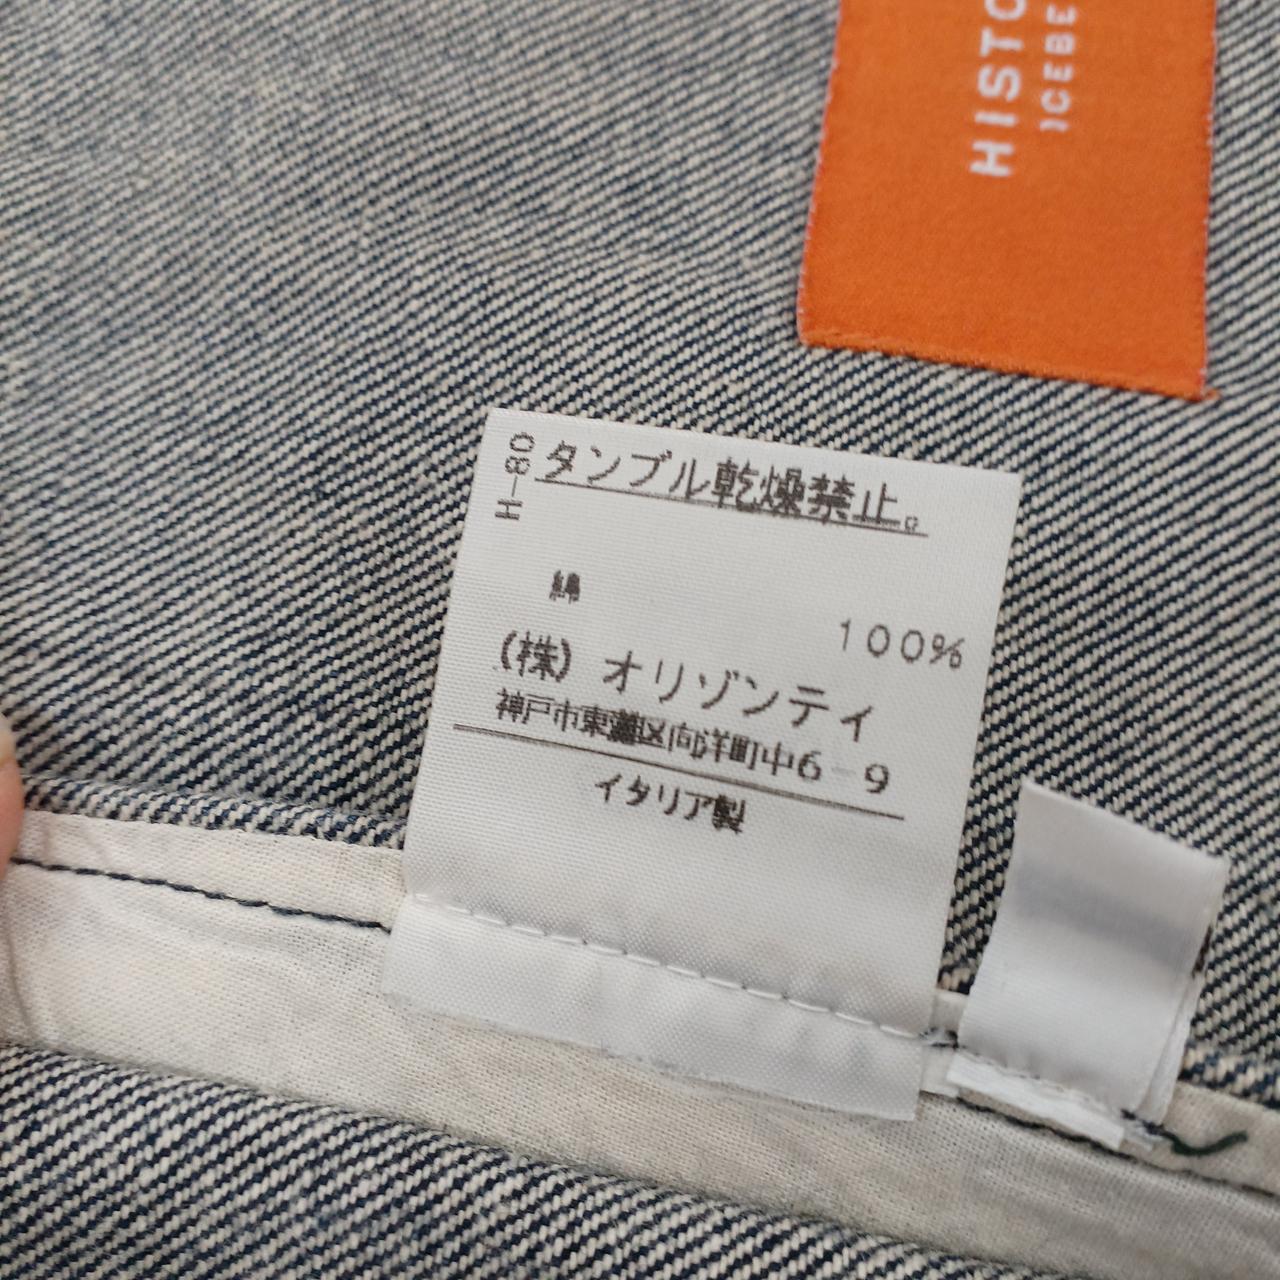 HISTO
ICEBE
H-80
タンブル乾燥禁止。
綿 100%
(株) オリゾンティ
神戸市東灘区向洋町中6-9
イタリア製